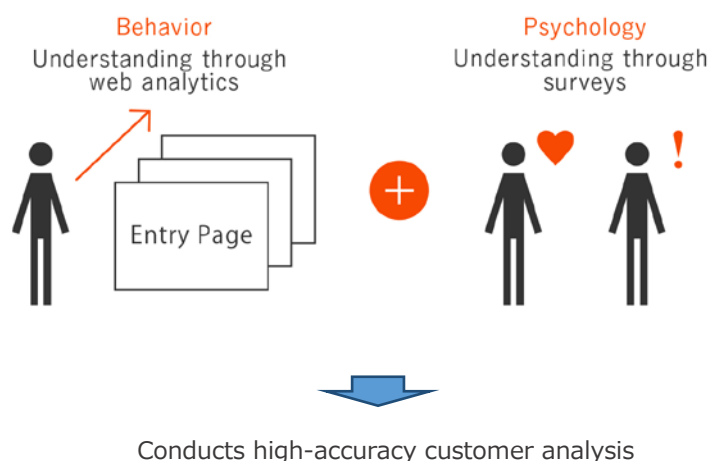 Behavior
Understanding through
web analytics
Psychology
Understanding through
surveys
Entry Page
!
Conducts high-accuracy customer analysis